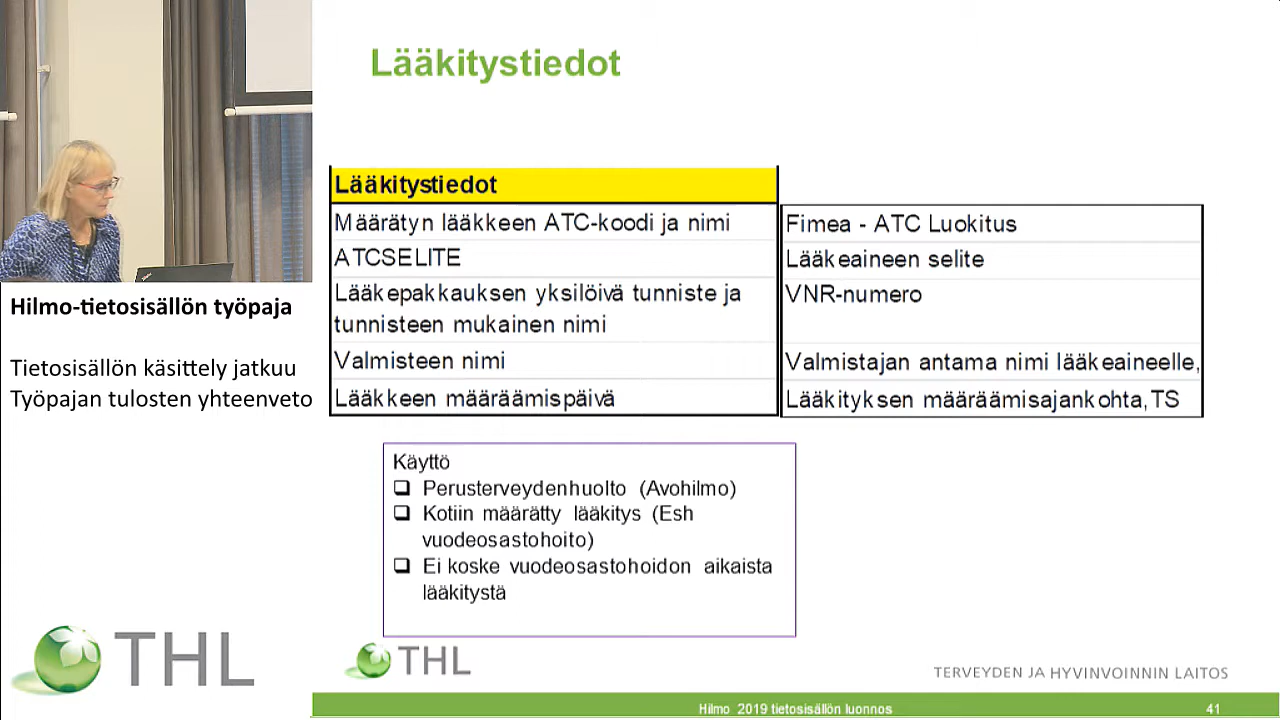 Lääkitystiedot
Lääkitystiedot
Määrätyn lääkkeen ATC-koodi ja nimi
Fimea - ATC Luokitus
ATCSELITE
Lääkeaineen selite
Lääkepakkauksen yksilöivä tunniste ja
tunnisteen mukainen nimi
VNR-numero
Valmisteen nimi
Valmistajan antama nimi lääkeaineelle,
Lääkkeen määräämispäivä
Lääkityksen määräämisajankohta,TS
Käyttö
Perusterveydenhuolto (Avohilmo)
Kotiin määrätty lääkitys (Esh
vuodeosastohoito)
Ei koske vuodeosastohoidon aikaista
lääkitystä
Hilmo-tietosisällön työpaja
Tietosisällön käsittely jatkuu
Työpajan tulosten yhteenveto
THL
THL
TERVEYDEN JA HYVINVOINNIN LAITOS
Hilmo 2019 tietosisällön luonnos
41